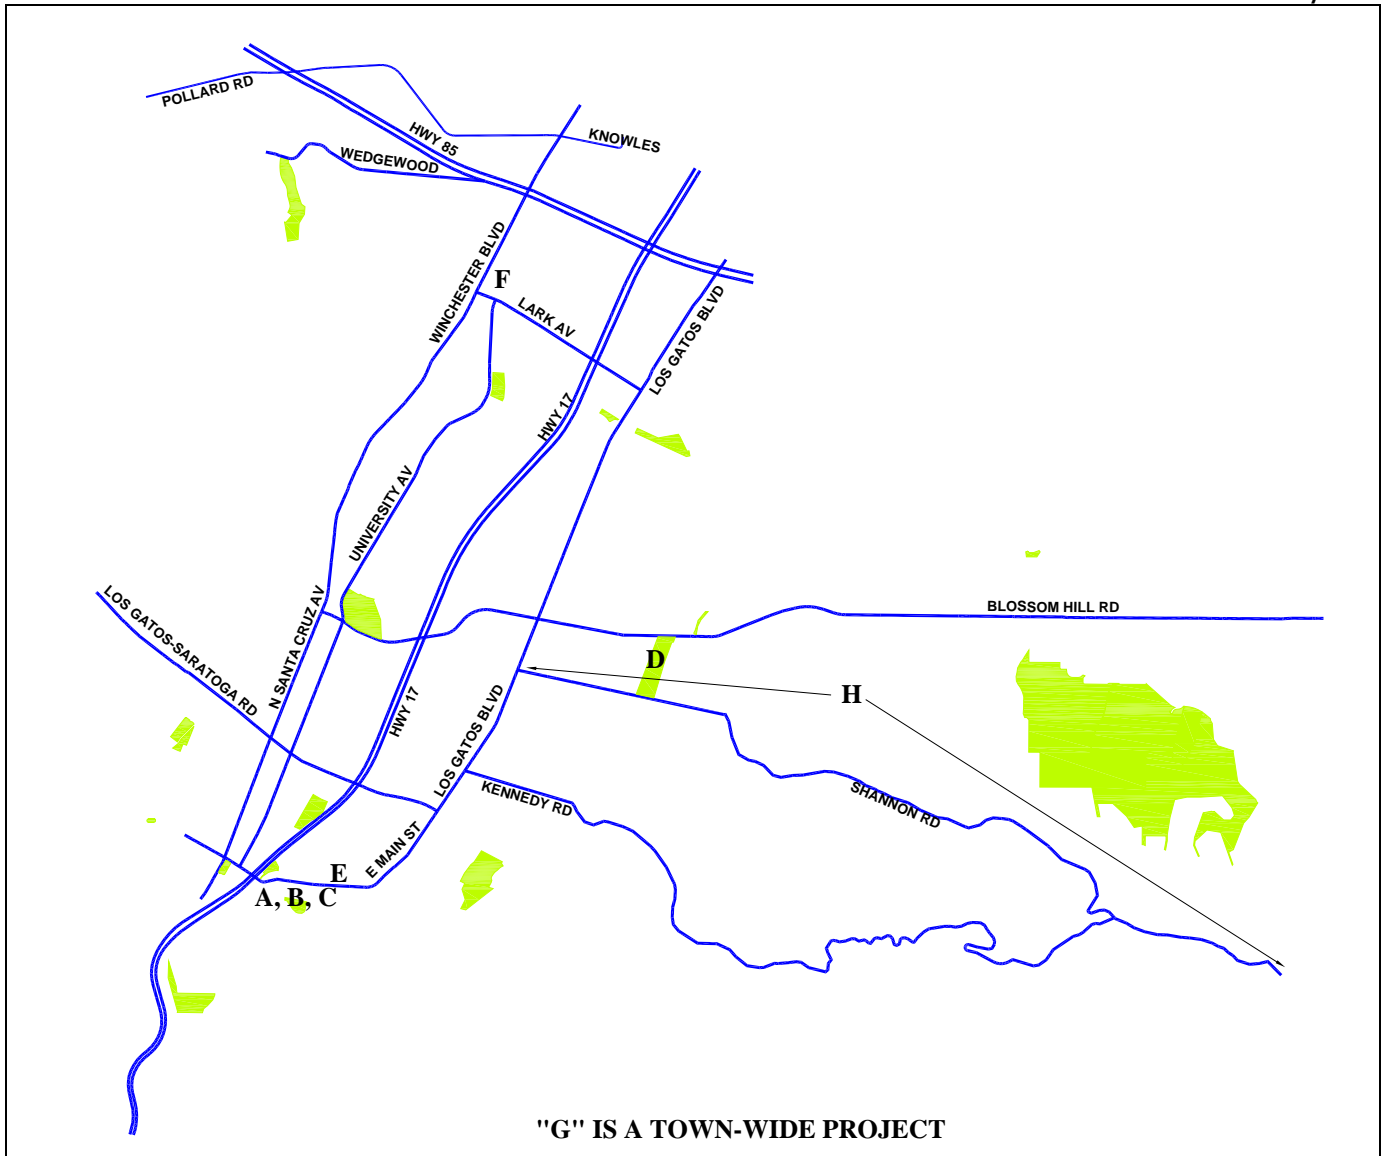 POLLARD RD
HWY 85
KNOWLES
WEDGEWOOD
WINCHESTER BLVD
F
LARK AV
LOS GATOS BLVD
HWY 17
UNIVERSITY AV
LOS GATOS-SARATOGA RD
N SANTA CRUZ AV
BLOSSOM HILL RD
D
H
HWY 17
LOS GATOS BLVD
KENNEDY RD
SHANNON RD
E MAIN ST
E
A, B, C
"G" IS A TOWN-WIDE PROJECT